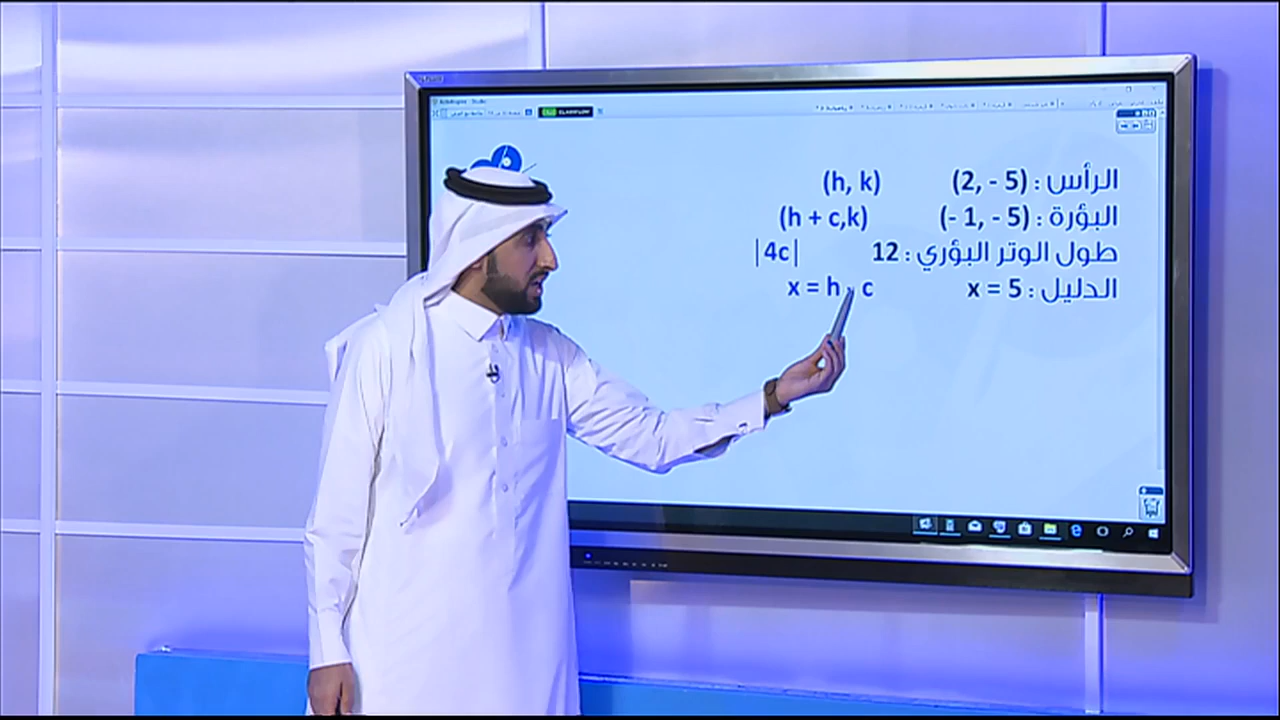 الرأس : (2, - 5) (h, k)
البؤرة : (- 1, - 5) (h + c,k)
طول الوتر البؤري : 12 |4c|
الدليل : x = 5 x = h - c